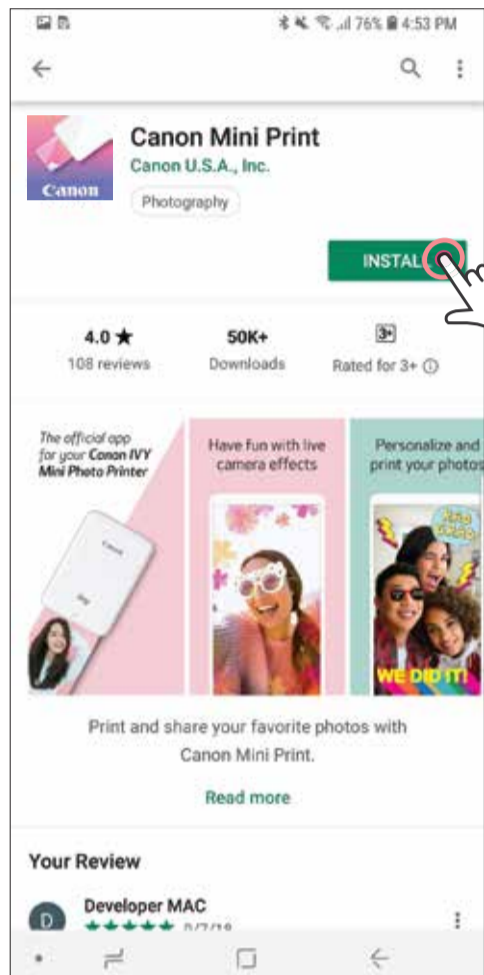 76% 4:53 PM
Canon Mini Print
Canon U.S.A., Inc.
Canon
Photography
INSTALL
4.0 ★ 50K+ 3+
108 reviews Downloads Rated for 3+
The official app
for your Canon IVY
Mini Photo Printer
Have fun with live
camera effects
Personalize and
print your photos
Canon
WE DID IT!
Print and share your favorite photos with
Canon Mini Print.
Read more
Your Review
D
Developer MAC
★★★★★